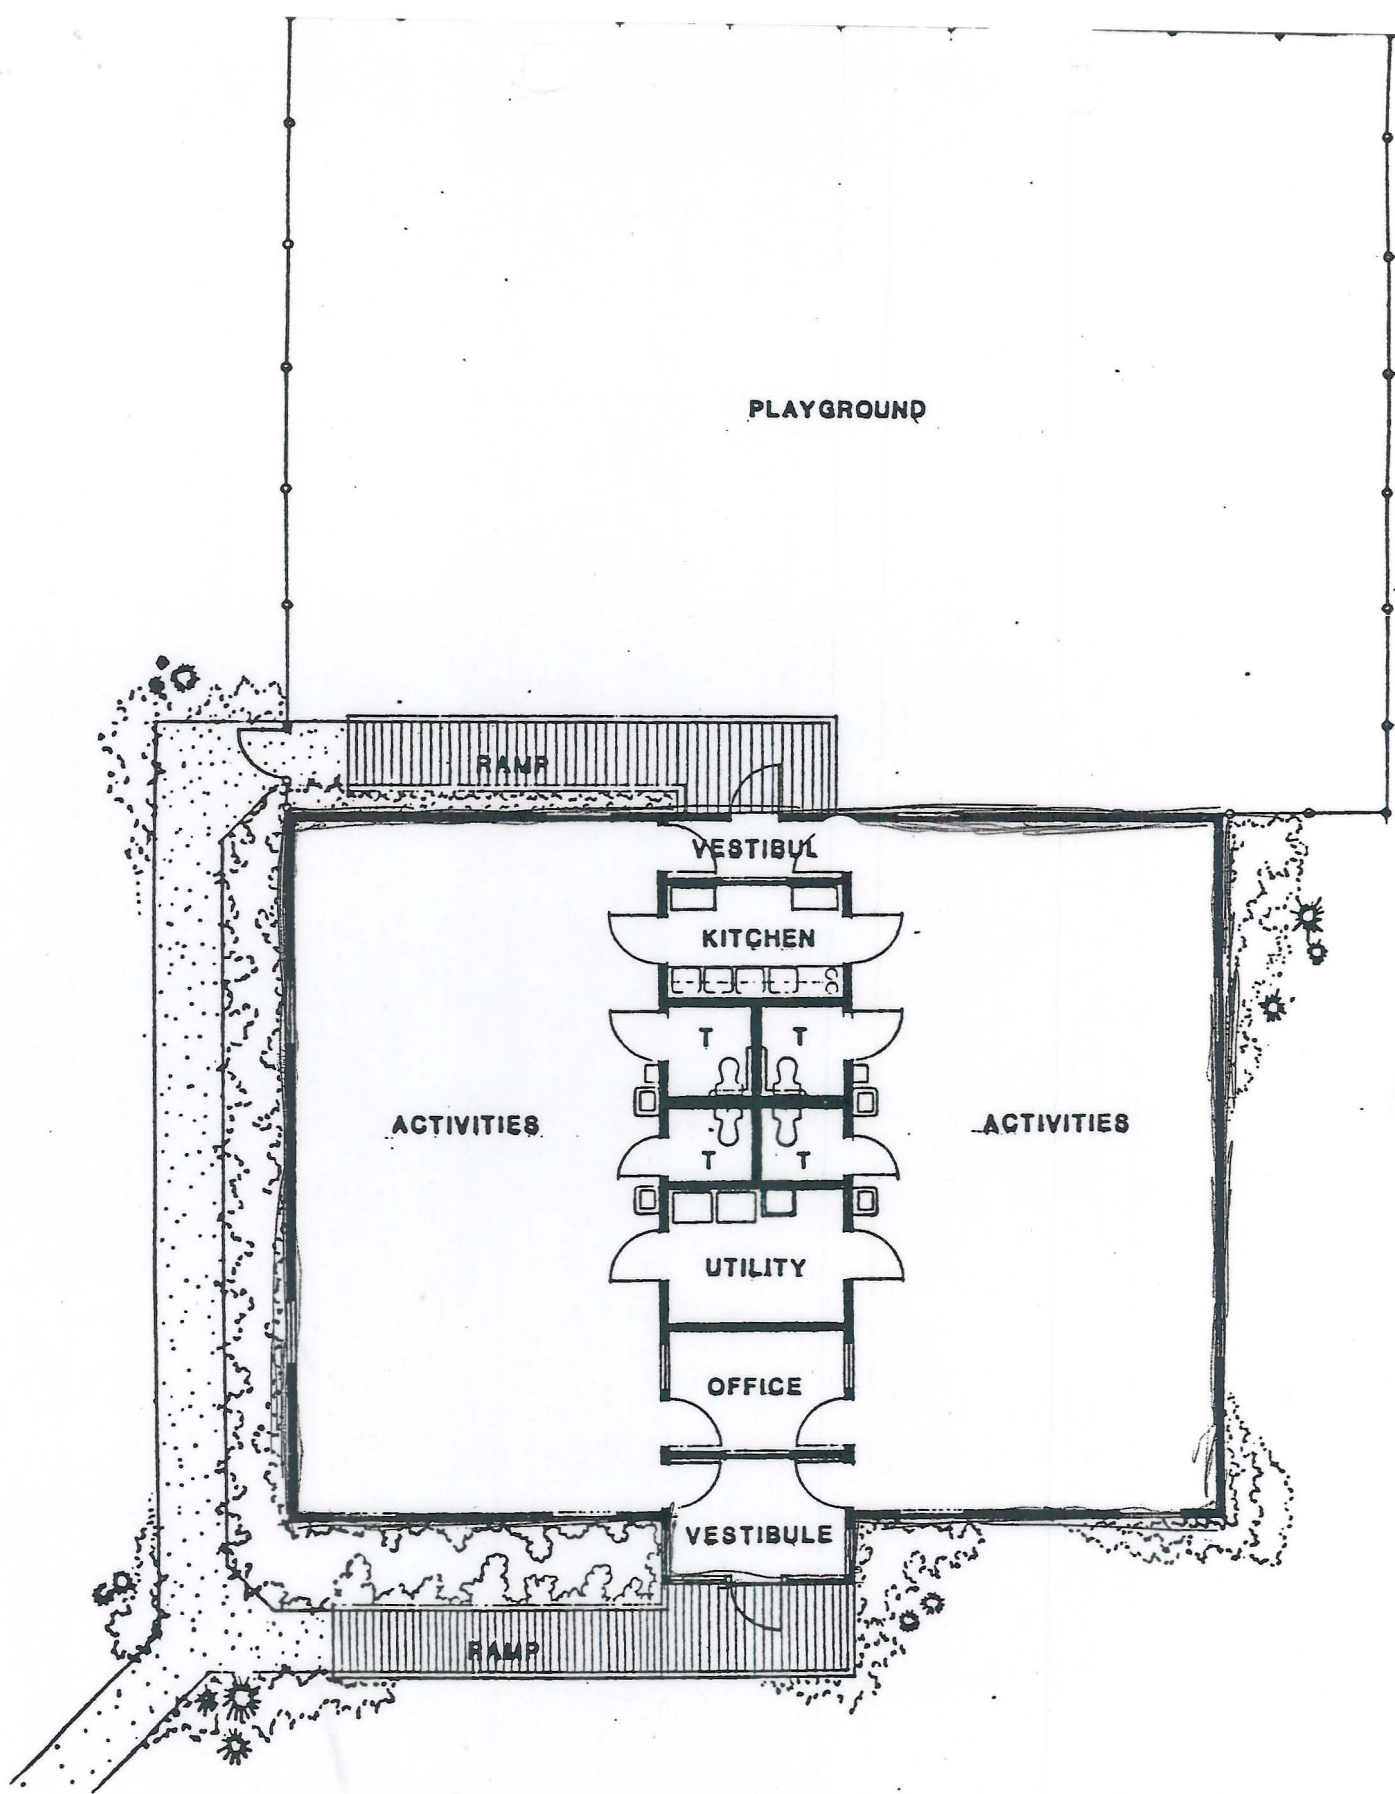 PLAYGROUND
RAMP
VESTIBUL
KITCHEN
T T
ACTIVITIES ACTIVITIES
T T
UTILITY
OFFICE
VESTIBULE
RAMP